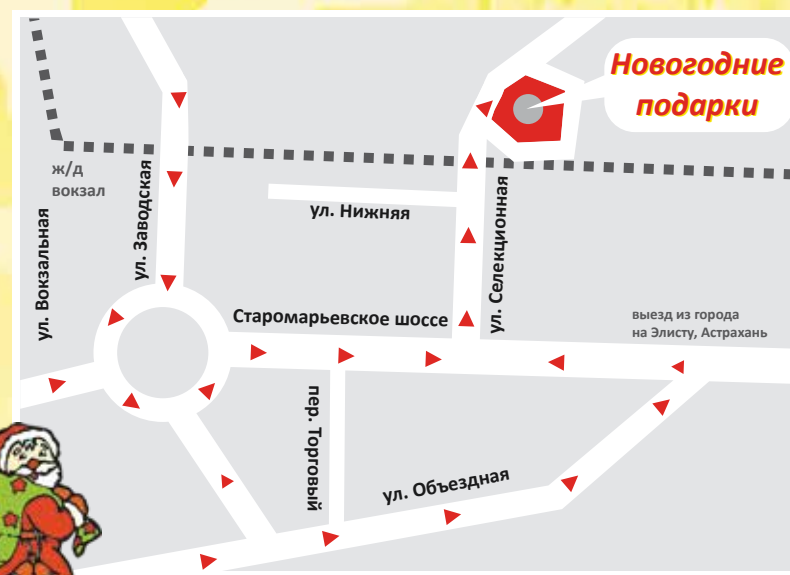 Новогодние
подарки
ж/д
вокзал
ул. Вокзальная
ул. Заводская
ул. Нижняя
ул. Селекционная
Старомарьевское шоссе
выезд из города
на Элисту, Астрахань
пер. Торговый
ул. Объездная